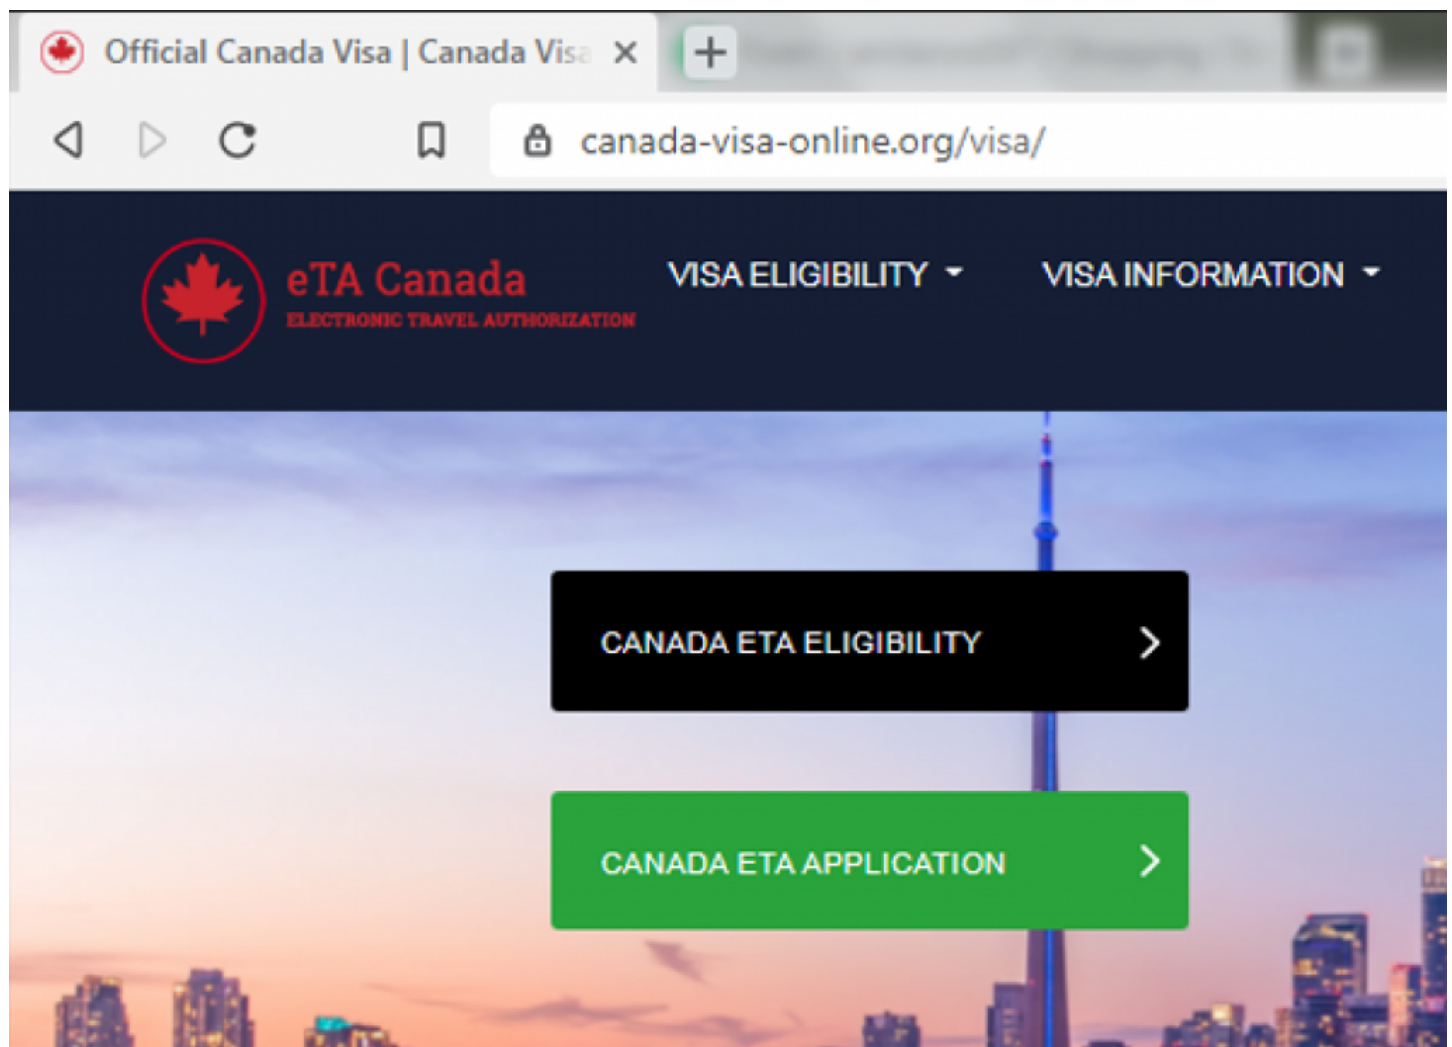 Official Canada Visa | Canada Visa
canada-visa-online.org/visa/
eTA Canada
ELECTRONIC TRAVEL AUTHORIZATION
VISA ELIGIBILITY
VISA INFORMATION
CANADA ETA ELIGIBILITY
CANADA ETA APPLICATION